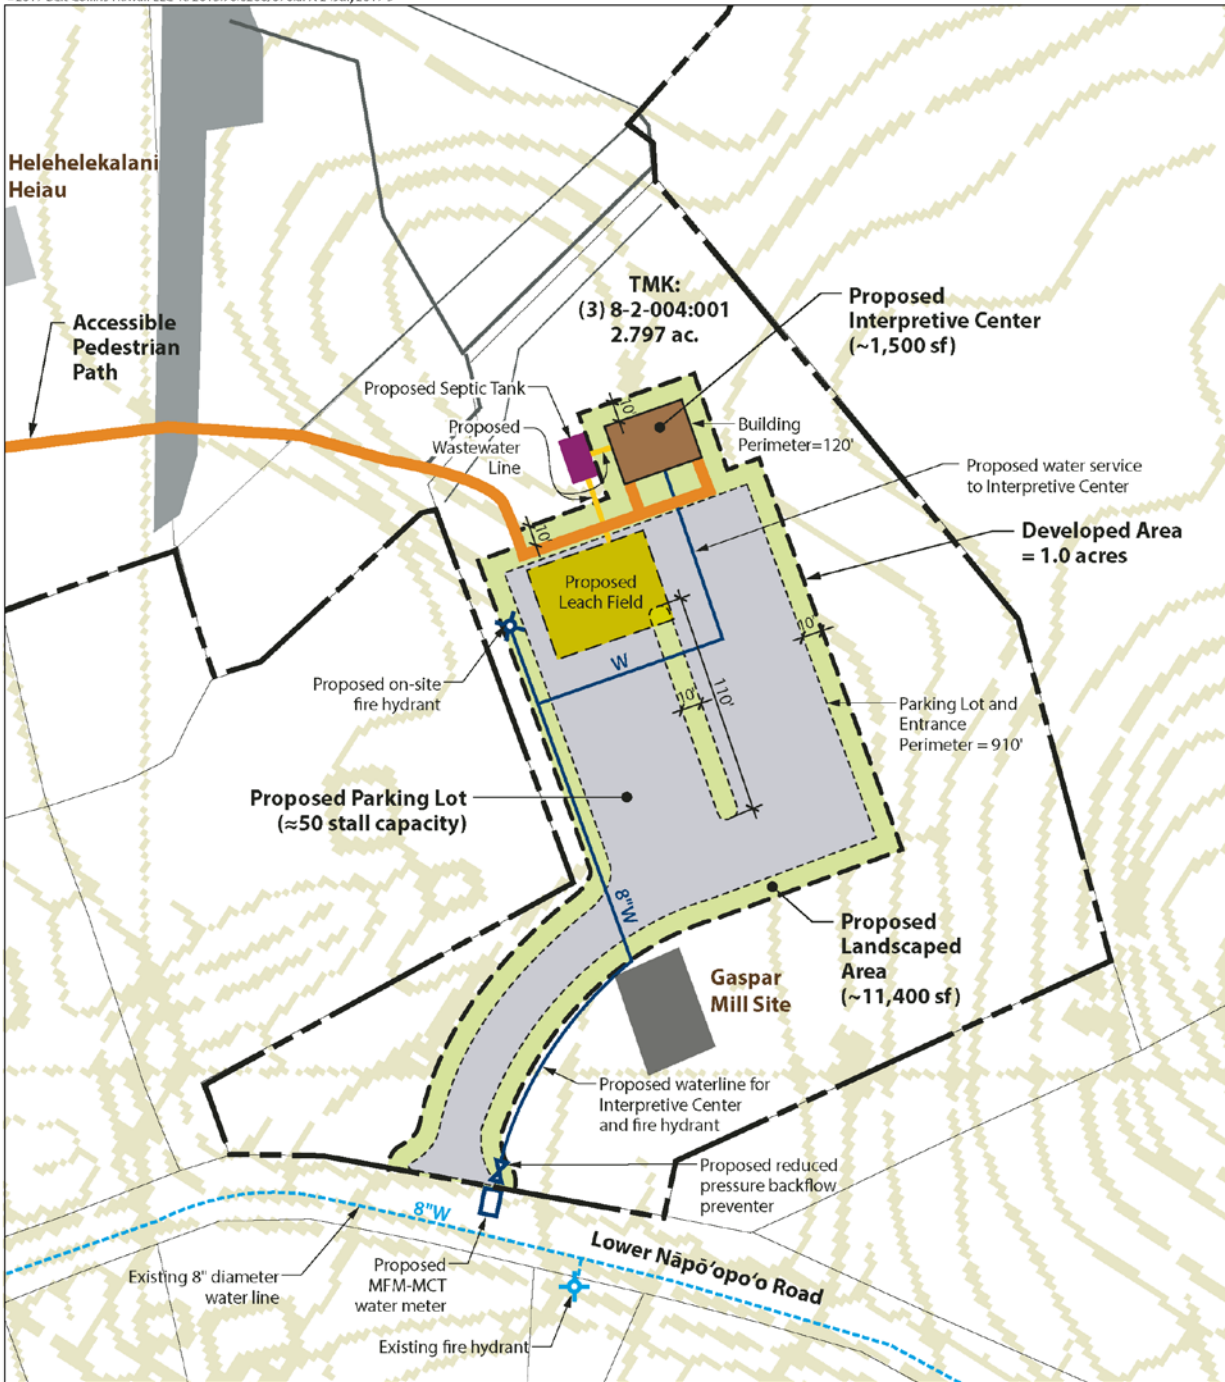 Helehelekalani
Heiau
TMK:
(3) 8-2-004:001
2.797 ac.
Proposed
Interpretive Center
(~1,500 sf)
Accessible
Pedestrian
Path
Proposed Septic Tank
10'
Proposed
Wastewater
Line
Building
Perimeter=120'
Proposed water service
to Interpretive Center
10'
Developed Area
= 1.0 acres
Proposed
Leach Field
10'
W
Proposed on-site
fire hydrant
10'
110'
Parking Lot and
Entrance
Perimeter = 910'
Proposed Parking Lot
(≈50 stall capacity)
8"W
Proposed
Landscaped
Area
(~11,400 sf)
Gaspar
Mill Site
Proposed waterline for
Interpretive Center
and fire hydrant
Proposed reduced
pressure backflow
preventer
8"W
Lower Nāpō‘opo‘o Road
Existing 8" diameter
water line
Proposed
MFM-MCT
water meter
Existing fire hydrant